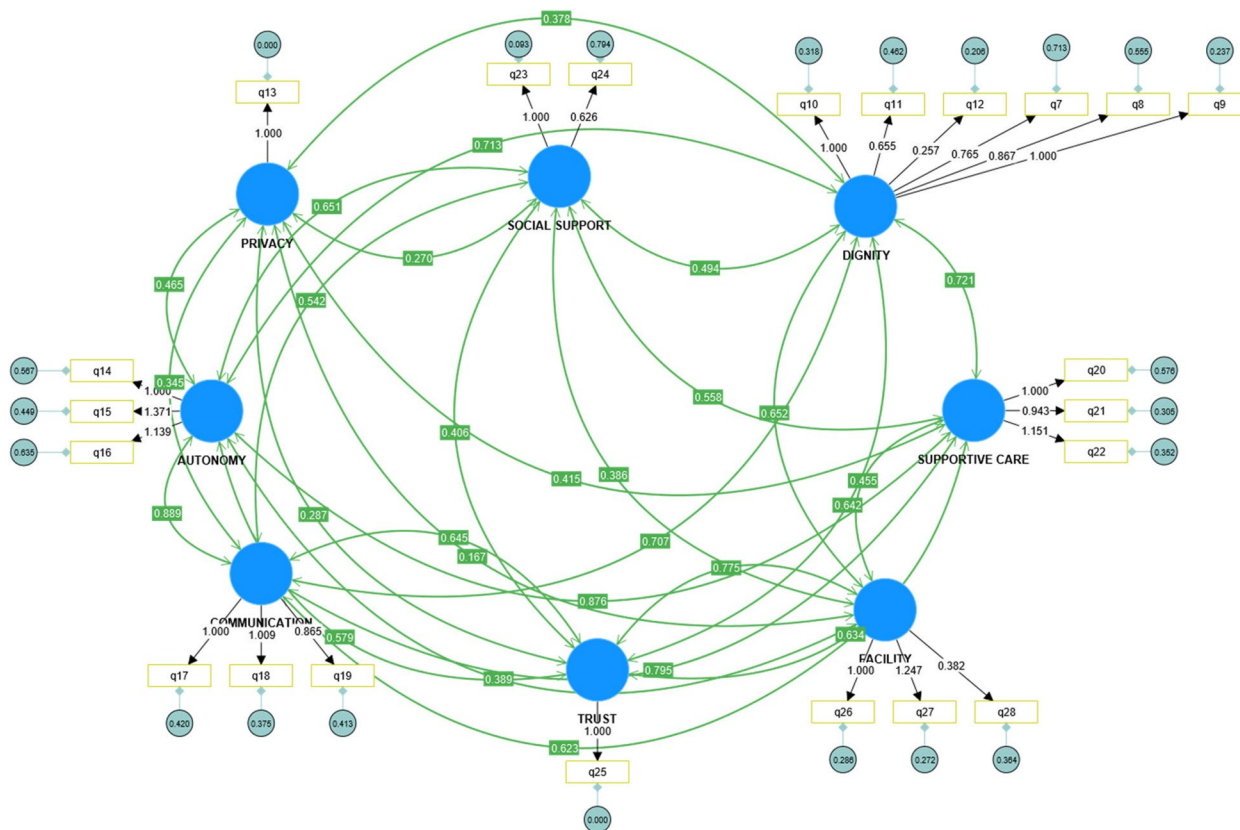 0.378
0.000
0.093
0.794
0.318
0.462
0.206
0.713
0.555
0.237
q13
q23
q24
q10
q11
q12
q7
q8
q9
1.000
1.000
0.626
1.000
0.655
0.257
0.765
0.867
1.000
0.713
0.651
PRIVACY
SOCIAL SUPPORT
DIGNITY
0.270
0.494
0.465
0.542
0.721
0.567
q14
1.000
0.345
0.449
q15
1.371
0.635
q16
1.139
AUTONOMY
0.558
0.652
0.406
1.000
q20
0.576
0.943
q21
0.305
1.151
q22
0.352
SUPPORTIVE CARE
0.415
0.386
0.455
0.642
0.889
0.287
0.645
0.167
0.707
0.775
0.876
COMMUNICATION
1.000
1.009
0.865
0.579
0.634
FACILITY
0.389
0.795
1.000
1.247
0.382
q17
q18
q19
0.420
0.375
0.413
TRUST
1.000
0.623
q26
q27
q28
0.286
0.272
0.364
q25
0.000